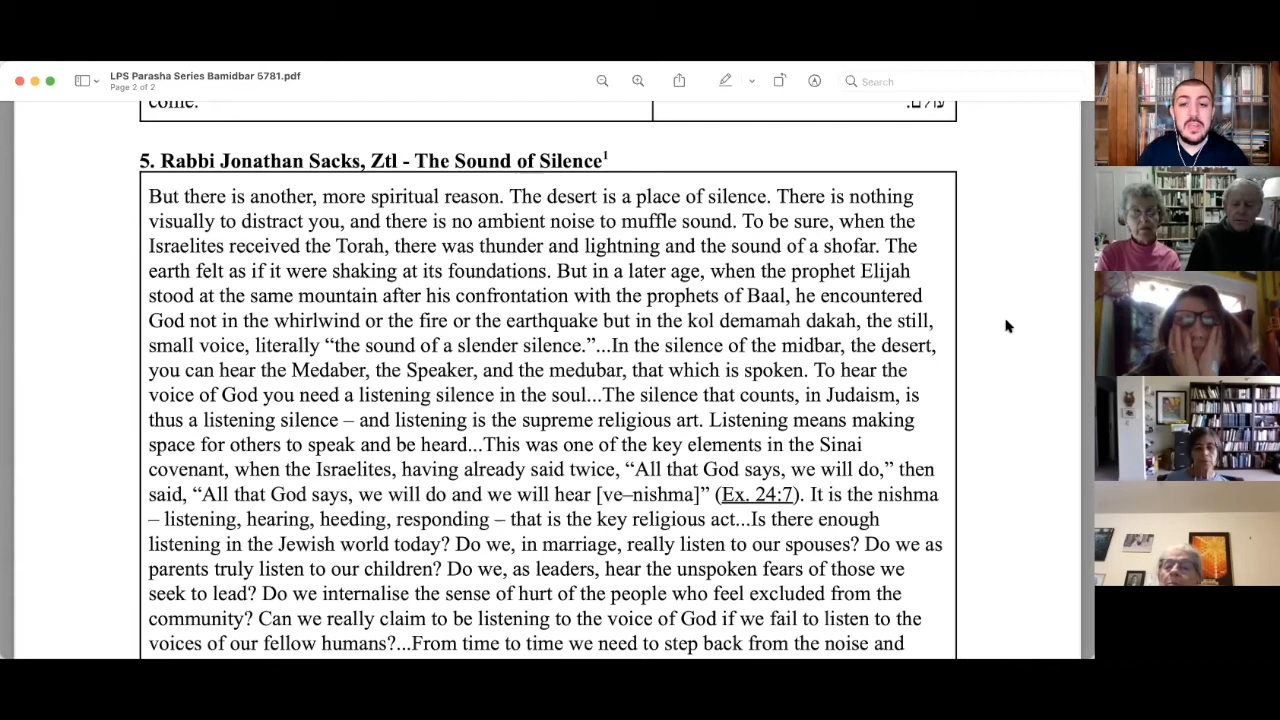 LPS Parasha Series Bamidbar 5781.pdf
Page 2 of 2
Search
come.
עולם.
5. Rabbi Jonathan Sacks, Ztl - The Sound of Silence1
But there is another, more spiritual reason. The desert is a place of silence. There is nothing
visually to distract you, and there is no ambient noise to muffle sound. To be sure, when the
Israelites received the Torah, there was thunder and lightning and the sound of a shofar. The
earth felt as if it were shaking at its foundations. But in a later age, when the prophet Elijah
stood at the same mountain after his confrontation with the prophets of Baal, he encountered
God not in the whirlwind or the fire or the earthquake but in the kol demamah dakah, the still,
small voice, literally “the sound of a slender silence.”...In the silence of the midbar, the desert,
you can hear the Medaber, the Speaker, and the medubar, that which is spoken. To hear the
voice of God you need a listening silence in the soul...The silence that counts, in Judaism, is
thus a listening silence – and listening is the supreme religious art. Listening means making
space for others to speak and be heard...This was one of the key elements in the Sinai
covenant, when the Israelites, having already said twice, “All that God says, we will do,” then
said, “All that God says, we will do and we will hear [ve–nishma]” (Ex. 24:7). It is the nishma
– listening, hearing, heeding, responding – that is the key religious act...Is there enough
listening in the Jewish world today? Do we, in marriage, really listen to our spouses? Do we as
parents truly listen to our children? Do we, as leaders, hear the unspoken fears of those we
seek to lead? Do we internalise the sense of hurt of the people who feel excluded from the
community? Can we really claim to be listening to the voice of God if we fail to listen to the
voices of our fellow humans?...From time to time we need to step back from the noise and